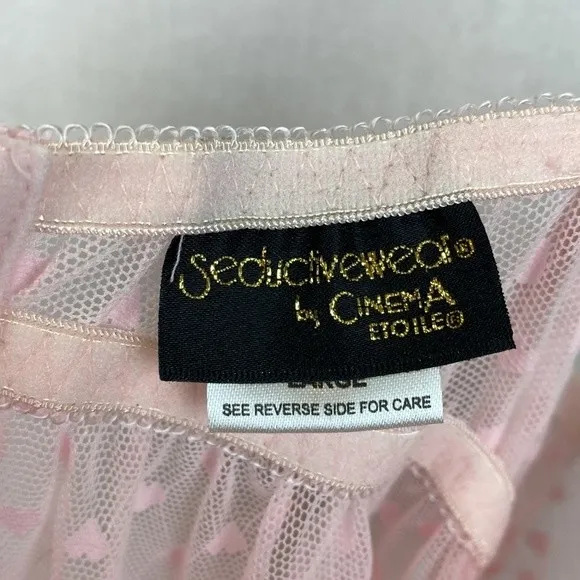 Seductivewear®
by CINEMA
ETOILE®
LARGE
SEE REVERSE SIDE FOR CARE